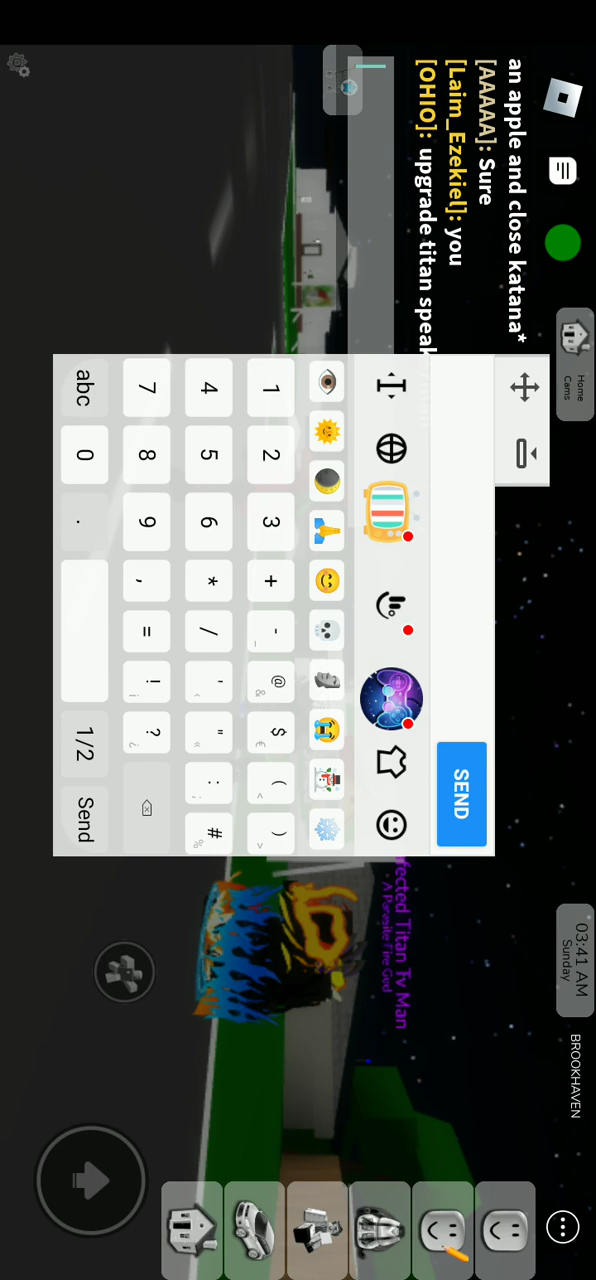 an apple and close katana*
[AAAAA]: Sure
[Laim_Ezekiel]: you
[OHIO]: upgrade titan speak
Home
Cams
SEND
1 2 3 + - _ @ & $ € ( < ) >
4 5 6 * / ' ‹ " « : ; # %
7 8 9 , = ! ¡ ? ¿
abc 0 . 1/2 Send
fected Titan Tv Man
- A Parasite Fire God
03:41 AM
Sunday
BROOKHAVEN